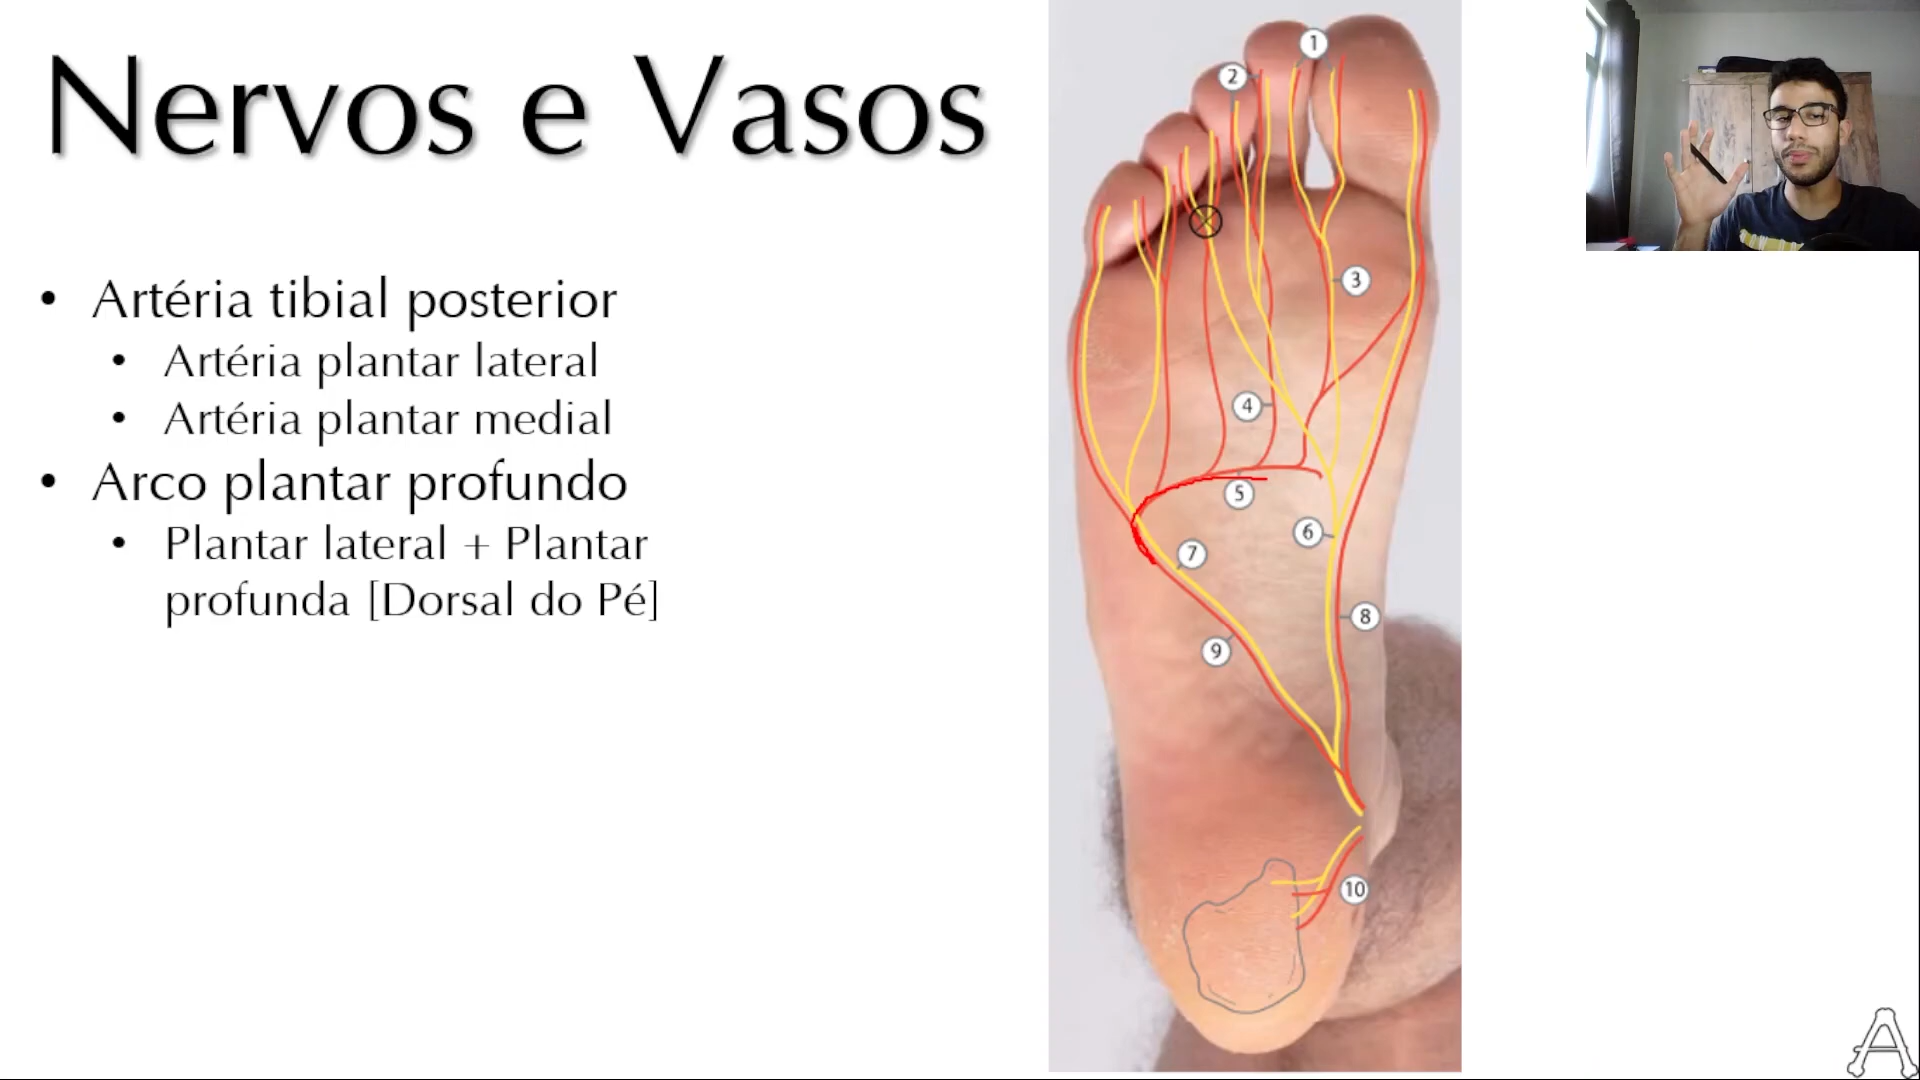 Nervos e Vasos
• Artéria tibial posterior
• Artéria plantar lateral
• Artéria plantar medial
• Arco plantar profundo
• Plantar lateral + Plantar
profunda [Dorsal do Pé]
1
2
3
4
5
6
7
8
9
10
A